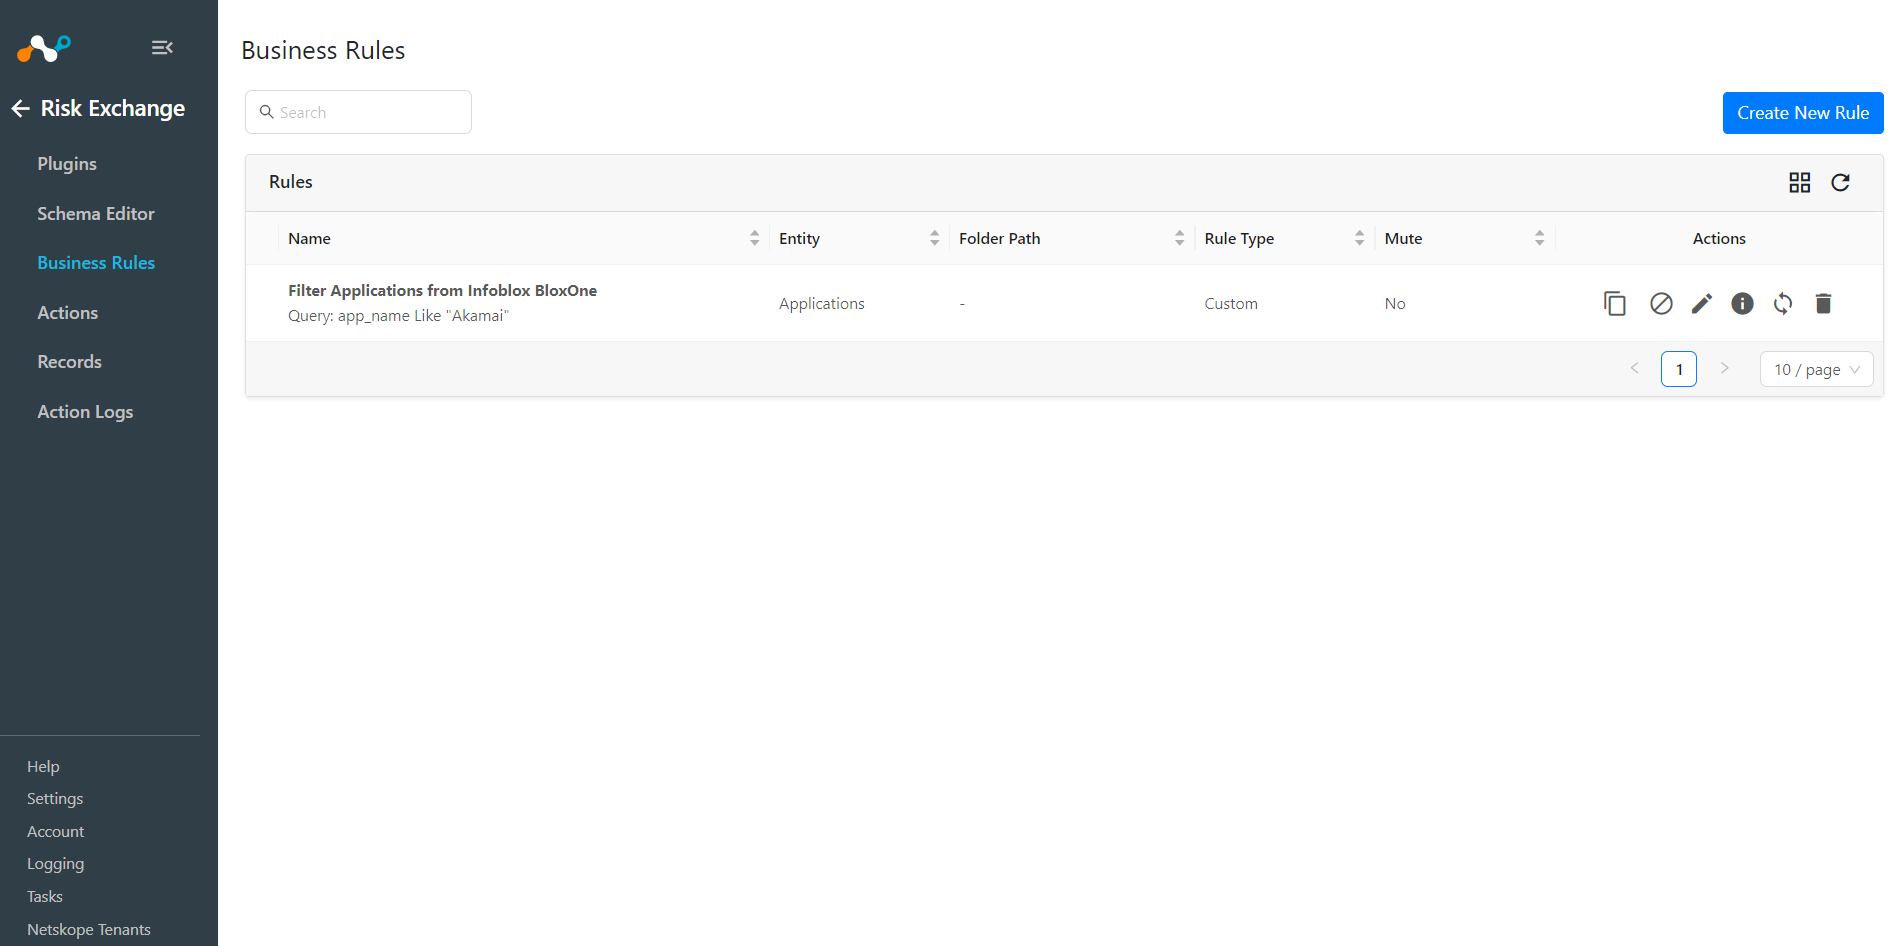 Risk Exchange
Plugins
Schema Editor
Business Rules
Actions
Records
Action Logs
Help
Settings
Account
Logging
Tasks
Netskope Tenants
Business Rules
Search
Create New Rule
Rules
Name Entity Folder Path Rule Type Mute Actions
Filter Applications from Infoblox BloxOne
Query: app_name Like "Akamai"
Applications - Custom No
1 10 / page